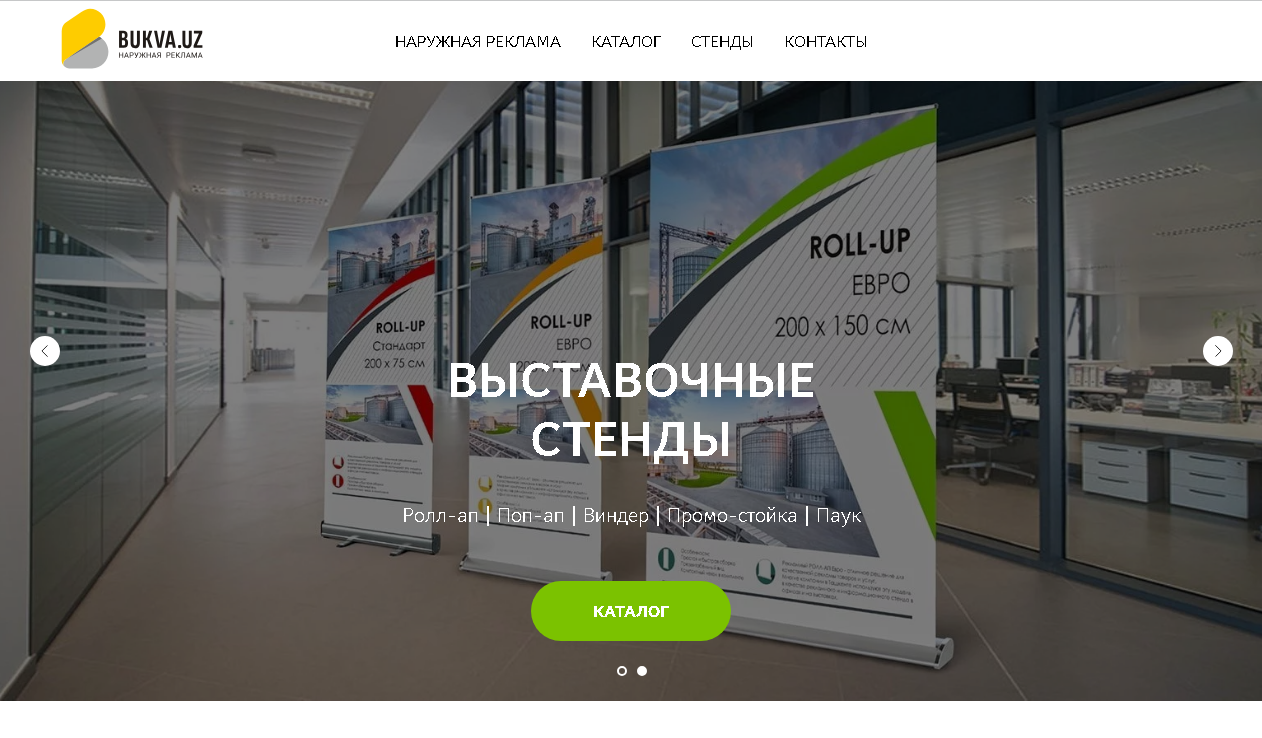 BUKVA.UZ
НАРУЖНАЯ РЕКЛАМА
НАРУЖНАЯ РЕКЛАМА КАТАЛОГ СТЕНДЫ КОНТАКТЫ
ROLL-UP
Стандарт
200 х 75 см
ROLL-UP
ЕВРО
ROLL-UP
ЕВРО
200 х 150 см
ВЫСТАВОЧНЫЕ
СТЕНДЫ
Ролл-ап | Поп-ап | Виндер | Промо-стойка | Паук
КАТАЛОГ